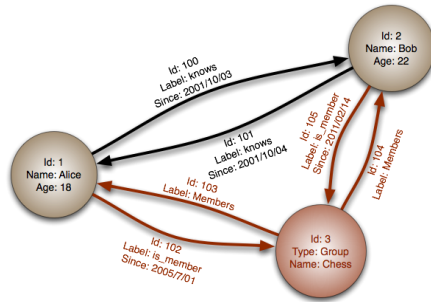 Id: 2
Name: Bob
Age: 22
Id: 100
Label: knows
Since: 2001/10/03
Id: 101
Label: knows
Since: 2001/10/04
Id: 105
Label: is_member
Since: 2011/02/14
Id: 104
Label: Members
Id: 1
Name: Alice
Age: 18
Id: 103
Label: Members
Id: 102
Label: is_member
Since: 2005/7/01
Id: 3
Type: Group
Name: Chess